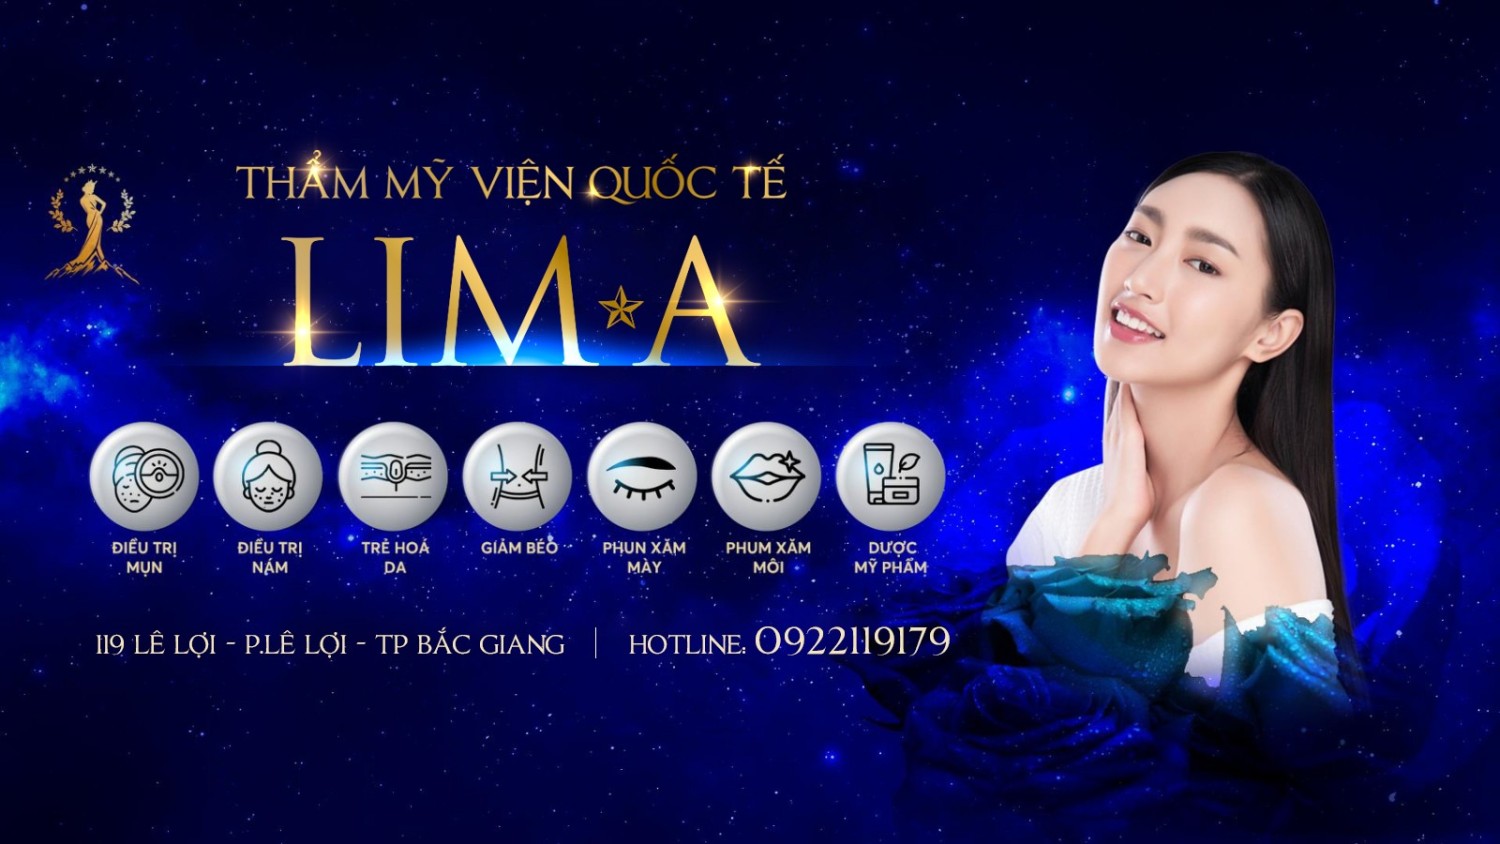 THẨM MỸ VIỆN QUỐC TẾ
LIM★A
ĐIỀU TRỊ
MỤN
ĐIỀU TRỊ
NÁM
TRẺ HOÁ
DA
GIẢM BÉO
PHUN XĂM
MÀY
PHUM XĂM
MÔI
DƯỢC
MỸ PHẨM
119 LÊ LỢI - P.LÊ LỢI - TP BẮC GIANG | HOTLINE: 0922119179